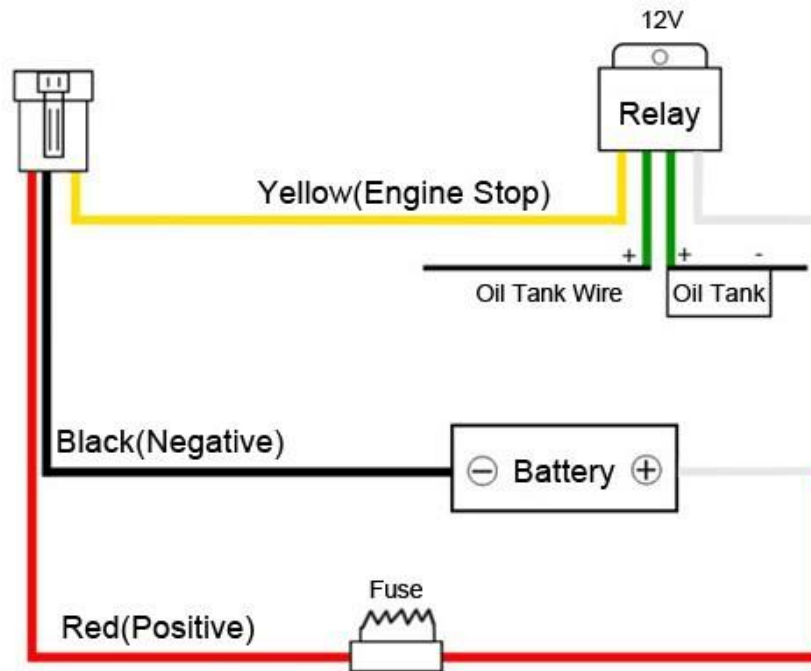 12V
Relay
Yellow(Engine Stop)
+ + -
Oil Tank Wire
Oil Tank
Black(Negative)
− Battery +
Fuse
Red(Positive)